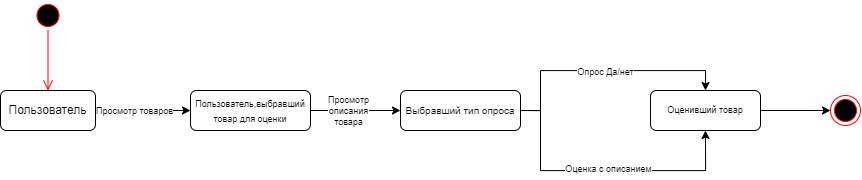 Опрос Да/нет
Пользователь
Просмотр товаров
Пользователь,выбравший
товар для оценки
Просмотр
описания
товара
Выбравший тип опроса
Оценивший товар
Оценка с описанием